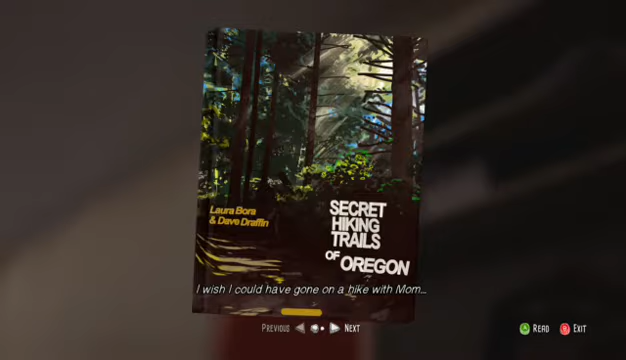 Laura Bora
& Dave Draffin
SECRET
HIKING
TRAILS
OF OREGON
I wish I could have gone on a hike with Mom...
Previous Next A Read B Exit